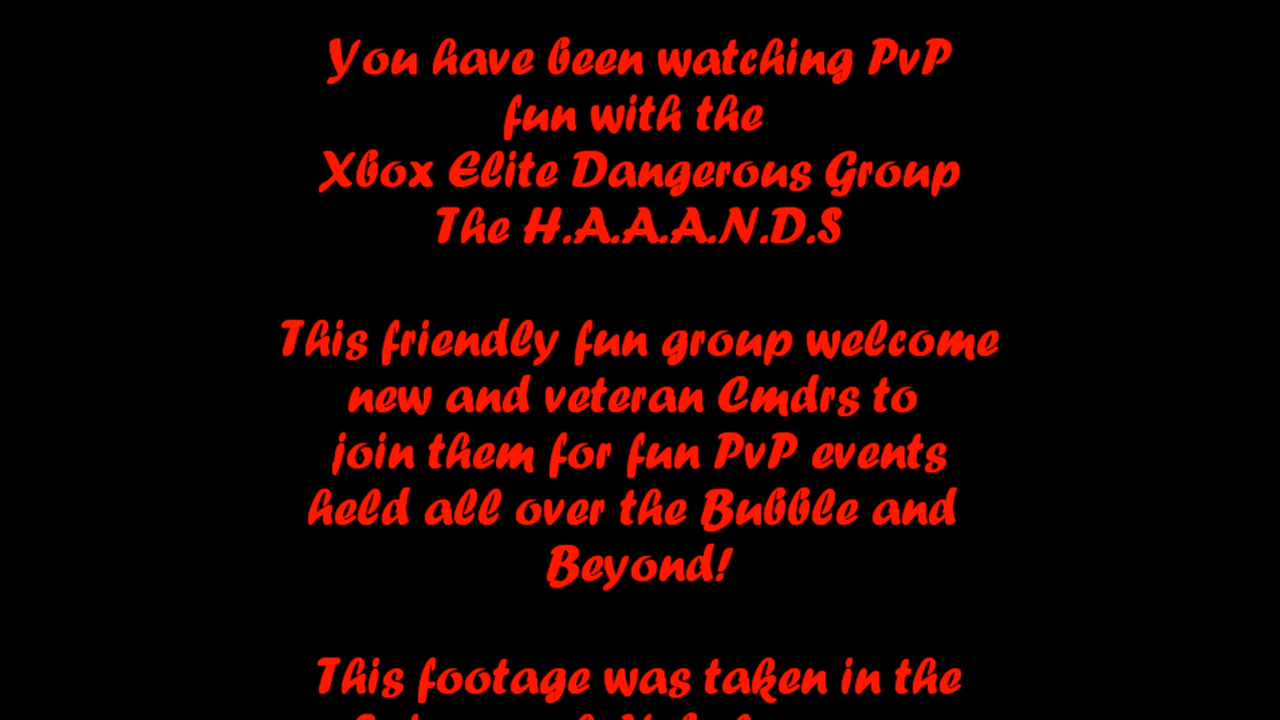 You have been watching PvP
fun with the
Xbox Elite Dangerous Group
The H.A.A.A.N.D.S
This friendly fun group welcome
new and veteran Cmdrs to
join them for fun PvP events
held all over the Bubble and
Beyond!
This footage was taken in the